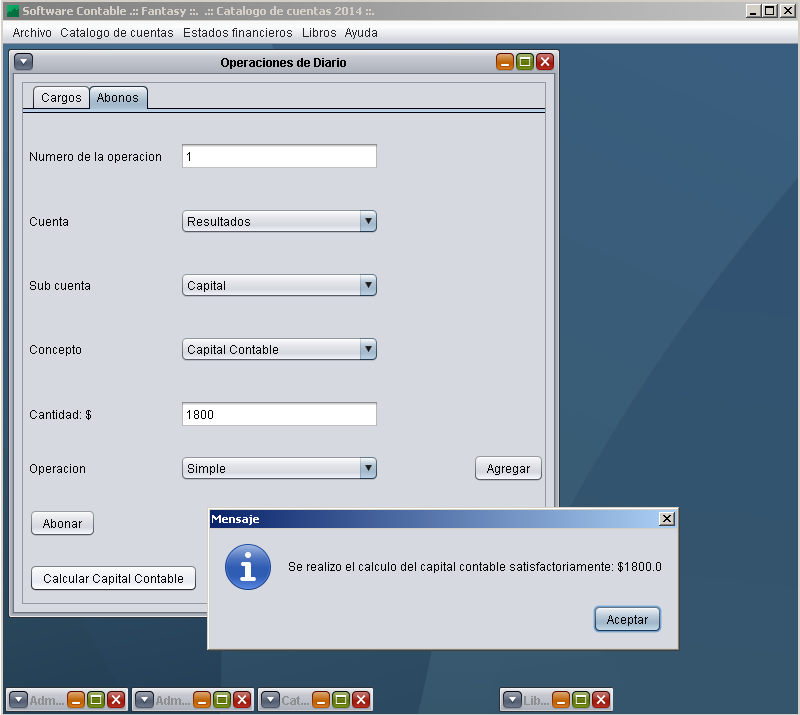 Software Contable .:: Fantasy ::. .:: Catalogo de cuentas 2014 ::.
Archivo Catalogo de cuentas Estados financieros Libros Ayuda
Operaciones de Diario
Cargos Abonos
Numero de la operacion 1
Cuenta Resultados
Sub cuenta Capital
Concepto Capital Contable
Cantidad: $ 1800
Operacion Simple Agregar
Abonar
Mensaje
Se realizo el calculo del capital contable satisfactoriamente: $1800.0
Calcular Capital Contable
Aceptar
Adm... Adm... Cat... Lib...